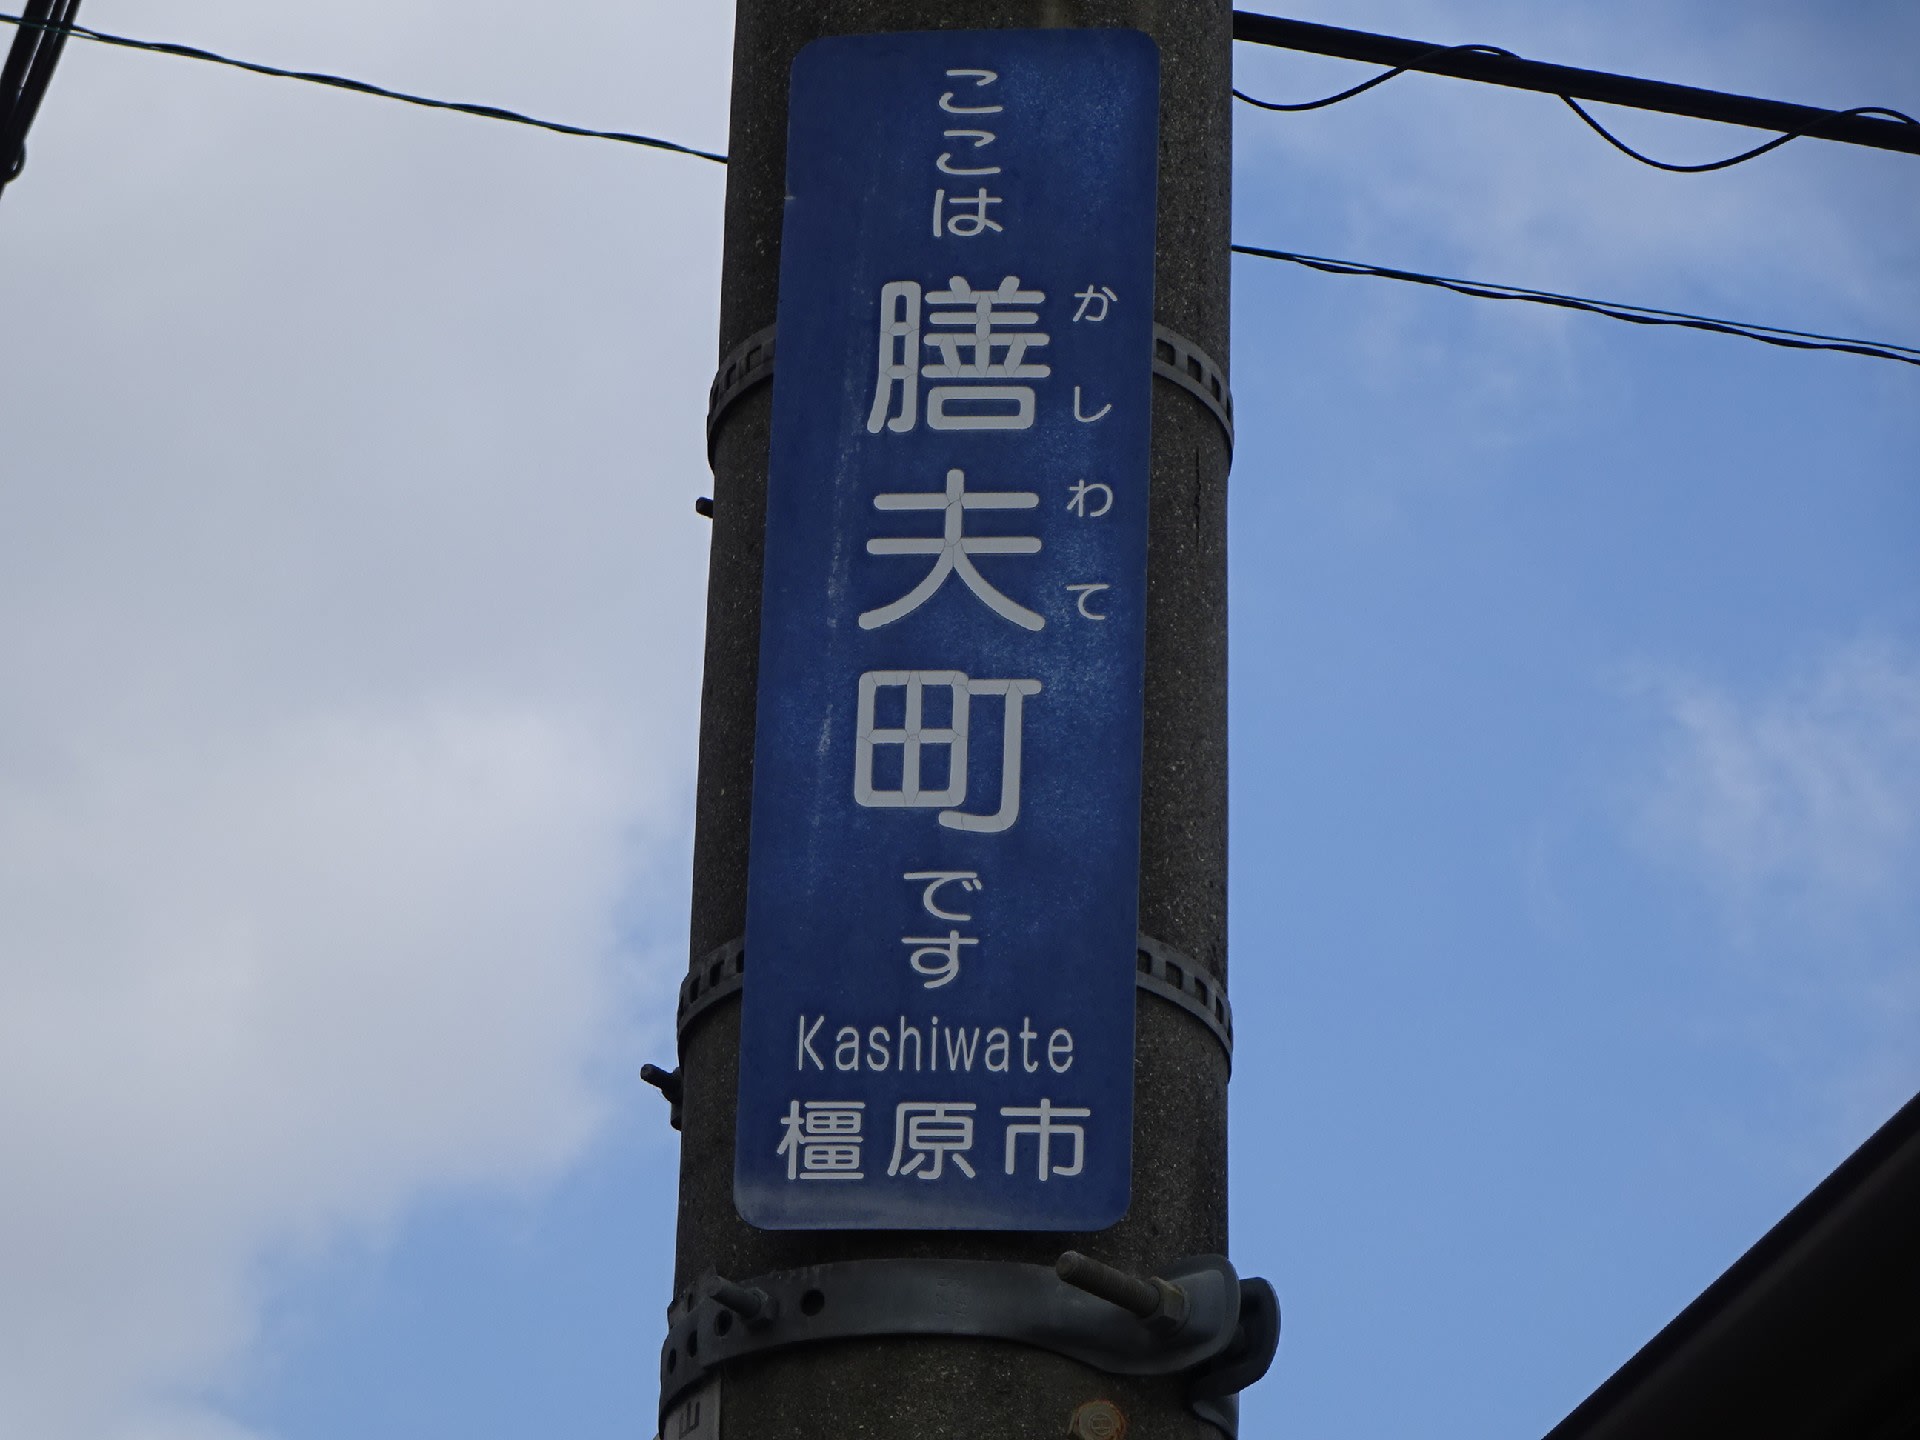 ここは
膳夫町
かしわて
です
Kashiwate
橿原市